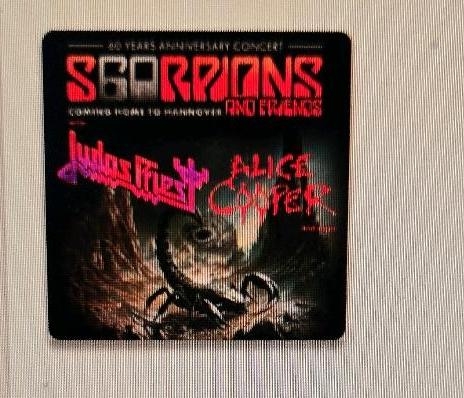 60 YEARS ANNIVERSARY CONCERT
SCORPIONS
AND FRIENDS
COMING HOME TO HANNOVER
Judas Priest
ALICE
COOPER